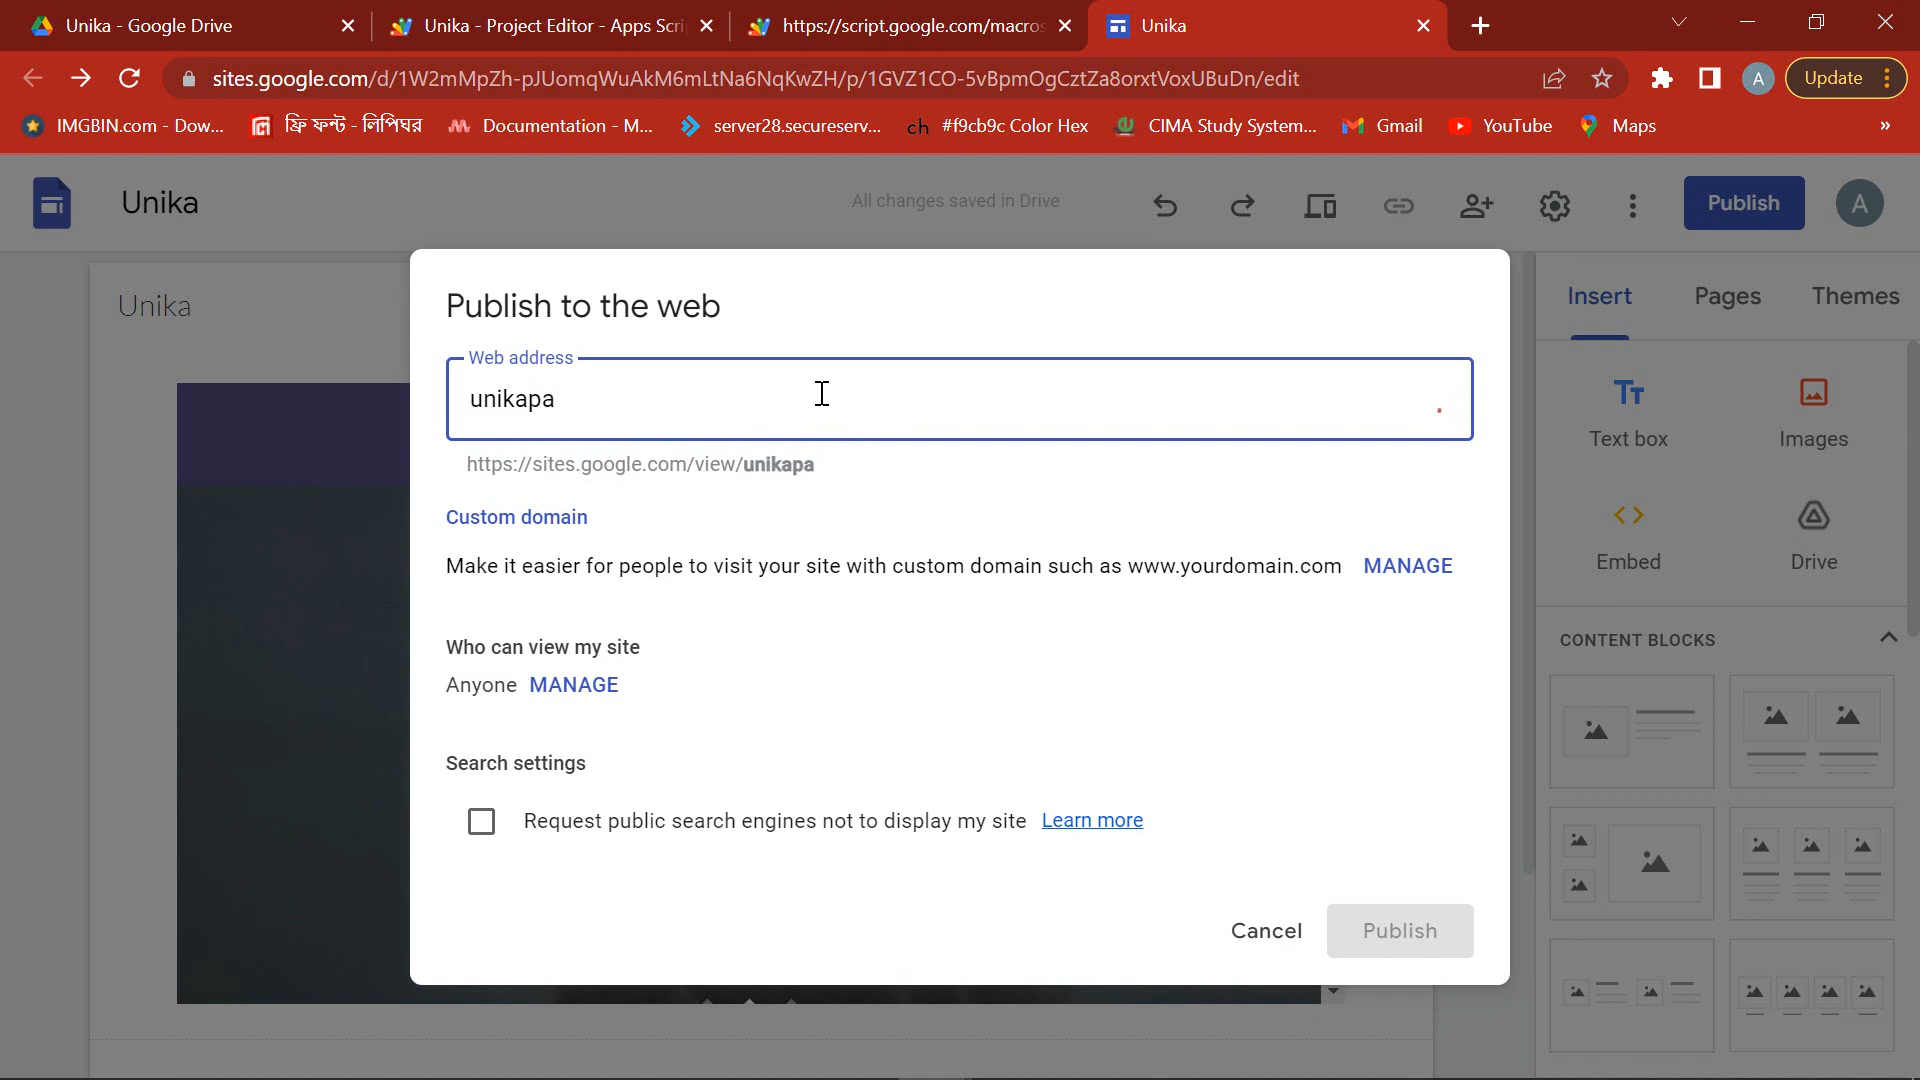 Unika - Google Drive
Unika - Project Editor - Apps Scri
https://script.google.com/macros
Unika
sites.google.com/d/1W2mMpZh-pJUomqWuAkM6mLtNa6NqKwZH/p/1GVZ1CO-5vBpmOgCztZa8orxtVoxUBuDn/edit
A
Update
IMGBIN.com - Dow...
ফ্রি ফন্ট - লিপিঘর
Documentation - M...
server28.secureserv...
ch
#f9cb9c Color Hex
CIMA Study System...
Gmail
YouTube
Maps
»
Unika
All changes saved in Drive
Publish
A
Unika
Publish to the web
Web address
unikapa
https://sites.google.com/view/unikapa
Custom domain
Make it easier for people to visit your site with custom domain such as www.yourdomain.com MANAGE
Who can view my site
Anyone MANAGE
Search settings
Request public search engines not to display my site Learn more
Cancel
Publish
Insert
Pages
Themes
Tт
Text box
Images
Embed
Drive
CONTENT BLOCKS